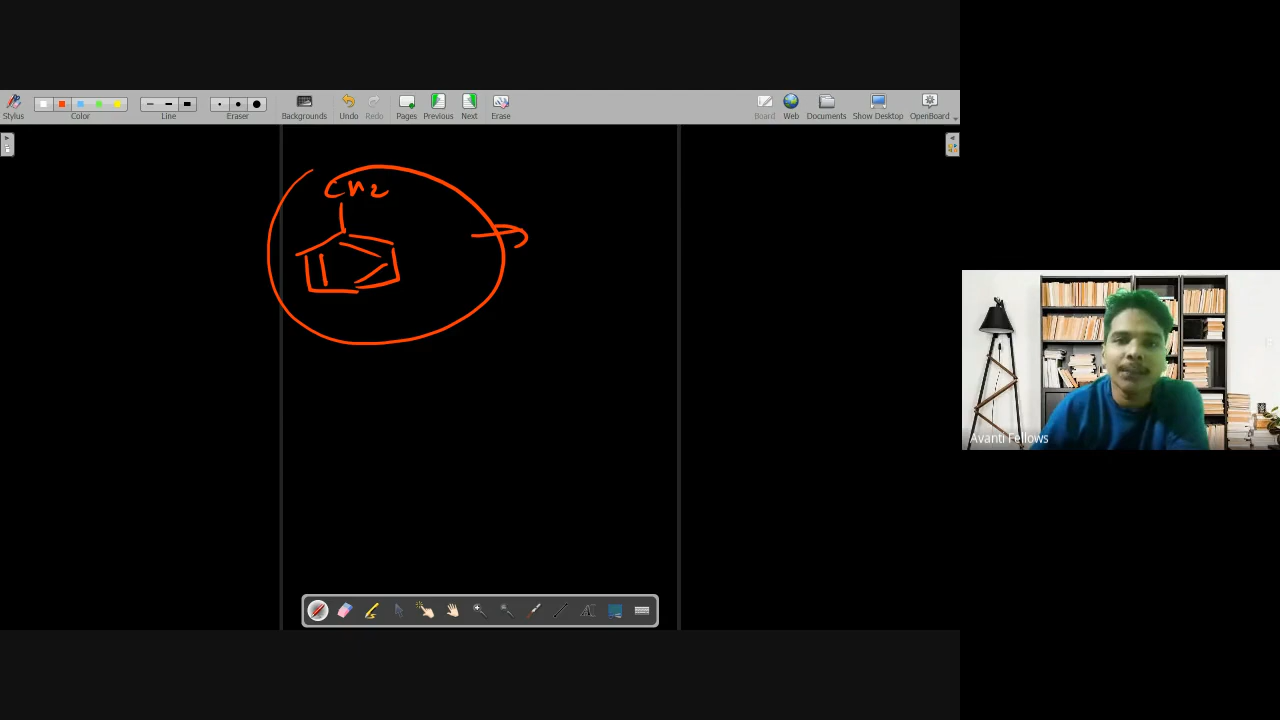 Stylus Color Line Eraser Backgrounds Undo Redo Pages Previous Next Erase Board Web Documents Show Desktop OpenBoard
CH2
Avanti Fellows